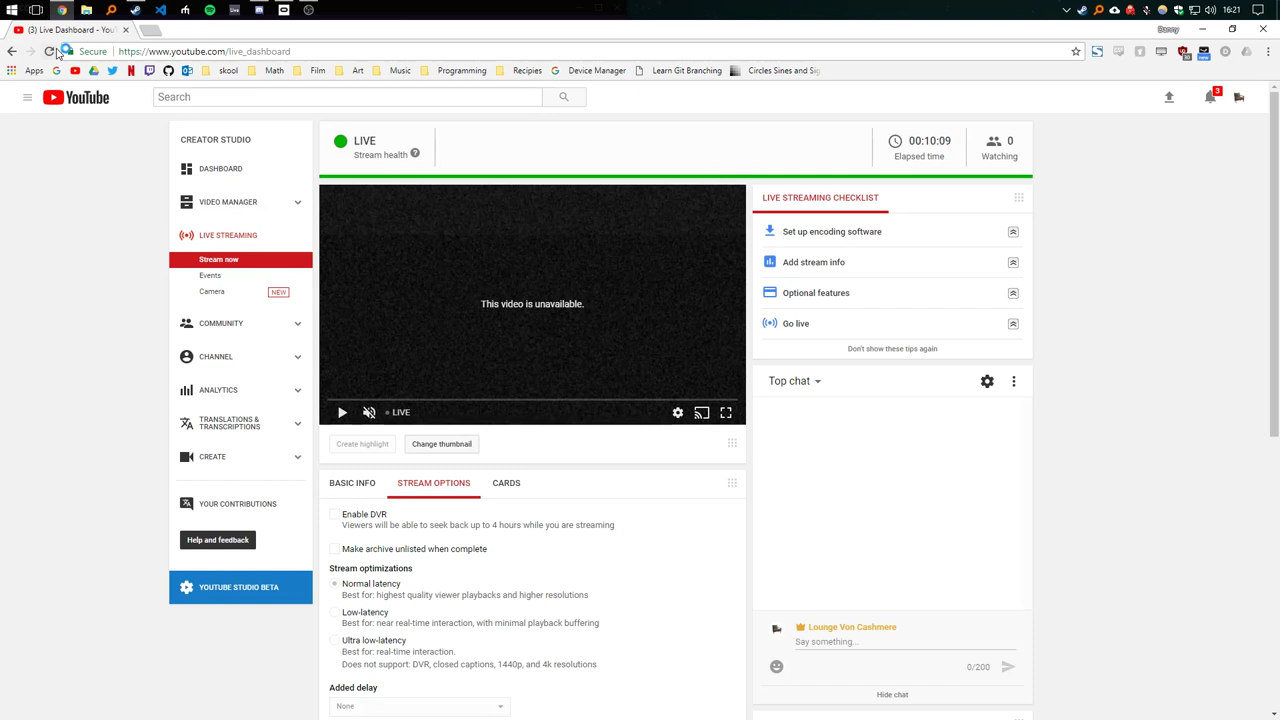 16:21
(3) Live Dashboard - You
Danny
Secure https://www.youtube.com/live_dashboard
Apps skool Math Film Art Music Programming Recipies Device Manager Learn Git Branching Circles Sines and Sig
YouTube
Search
3
CREATOR STUDIO
DASHBOARD
VIDEO MANAGER
LIVE STREAMING
Stream now
Events
Camera NEW
COMMUNITY
CHANNEL
ANALYTICS
TRANSLATIONS &
TRANSCRIPTIONS
CREATE
YOUR CONTRIBUTIONS
Help and feedback
YOUTUBE STUDIO BETA
LIVE
Stream health
00:10:09
Elapsed time
0
Watching
This video is unavailable.
LIVE
Create highlight Change thumbnail
BASIC INFO STREAM OPTIONS CARDS
Enable DVR
Viewers will be able to seek back up to 4 hours while you are streaming
Make archive unlisted when complete
Stream optimizations
Normal latency
Best for: highest quality viewer playbacks and higher resolutions
Low-latency
Best for: near real-time interaction, with minimal playback buffering
Ultra low-latency
Best for: real-time interaction.
Does not support: DVR, closed captions, 1440p, and 4k resolutions
Added delay
None
LIVE STREAMING CHECKLIST
Set up encoding software
Add stream info
Optional features
Go live
Don't show these tips again
Top chat
Lounge Von Cashmere
Say something...
0/200
Hide chat